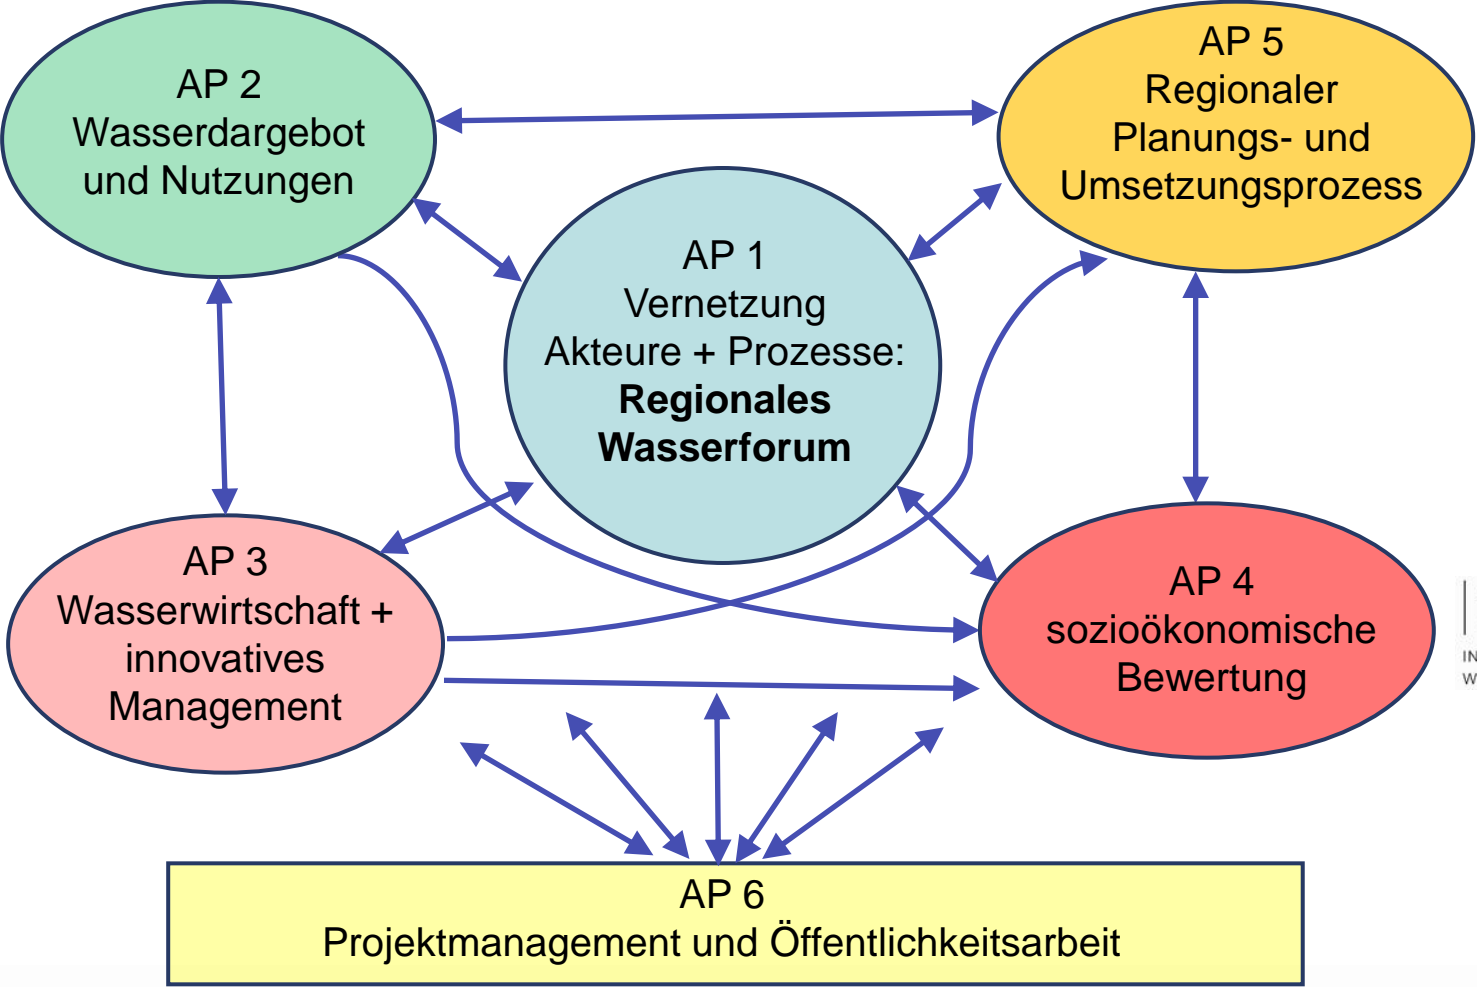 AP 2
Wasserdargebot
und Nutzungen
AP 5
Regionaler
Planungs- und
Umsetzungsprozess
AP 1
Vernetzung
Akteure + Prozesse:
Regionales
Wasserforum
AP 3
Wasserwirtschaft +
innovatives
Management
AP 4
sozioökonomische
Bewertung
AP 6
Projektmanagement und Öffentlichkeitsarbeit